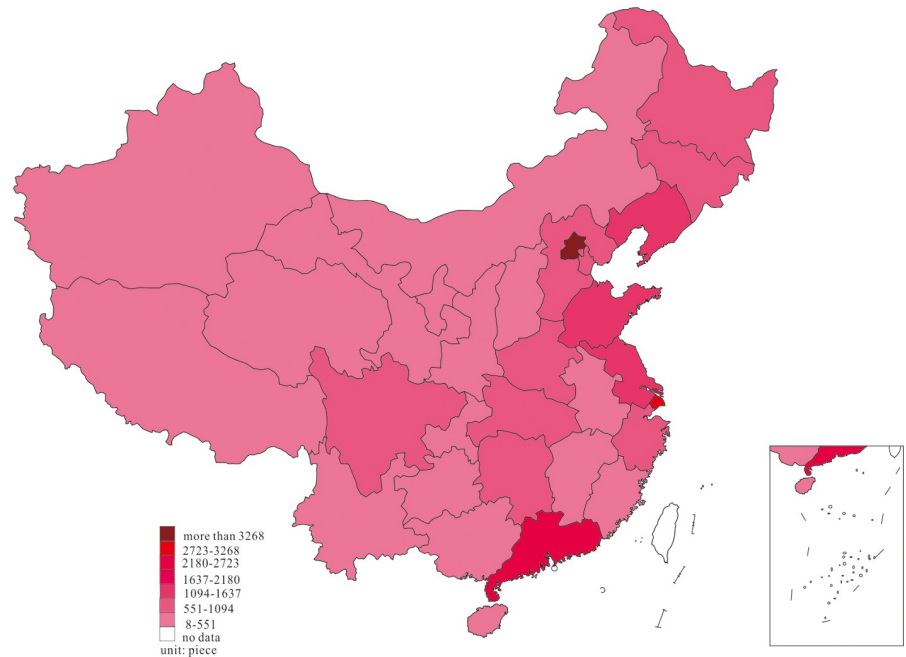 more than 3268
2723-3268
2180-2723
1637-2180
1094-1637
551-1094
8-551
no data
unit: piece